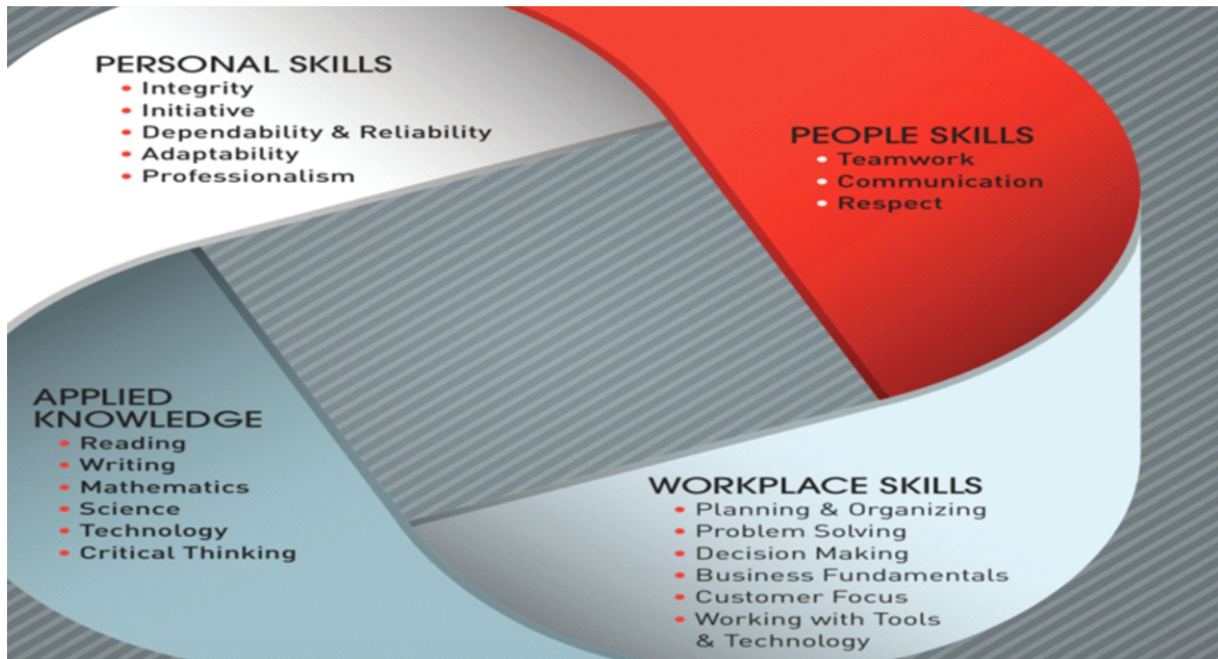 PERSONAL SKILLS
• Integrity
• Initiative
• Dependability & Reliability
• Adaptability
• Professionalism
PEOPLE SKILLS
• Teamwork
• Communication
• Respect
APPLIED
KNOWLEDGE
• Reading
• Writing
• Mathematics
• Science
• Technology
• Critical Thinking
WORKPLACE SKILLS
• Planning & Organizing
• Problem Solving
• Decision Making
• Business Fundamentals
• Customer Focus
• Working with Tools
& Technology